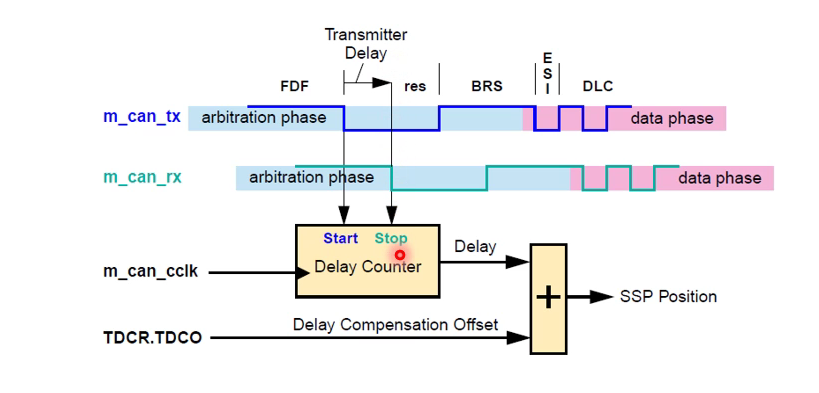 Transmitter
Delay
FDF
res
BRS
E
S
I
DLC
m_can_tx
arbitration phase
data phase
m_can_rx
arbitration phase
data phase
Start
Stop
Delay
m_can_cclk
Delay Counter
+
SSP Position
TDCR.TDCO
Delay Compensation Offset